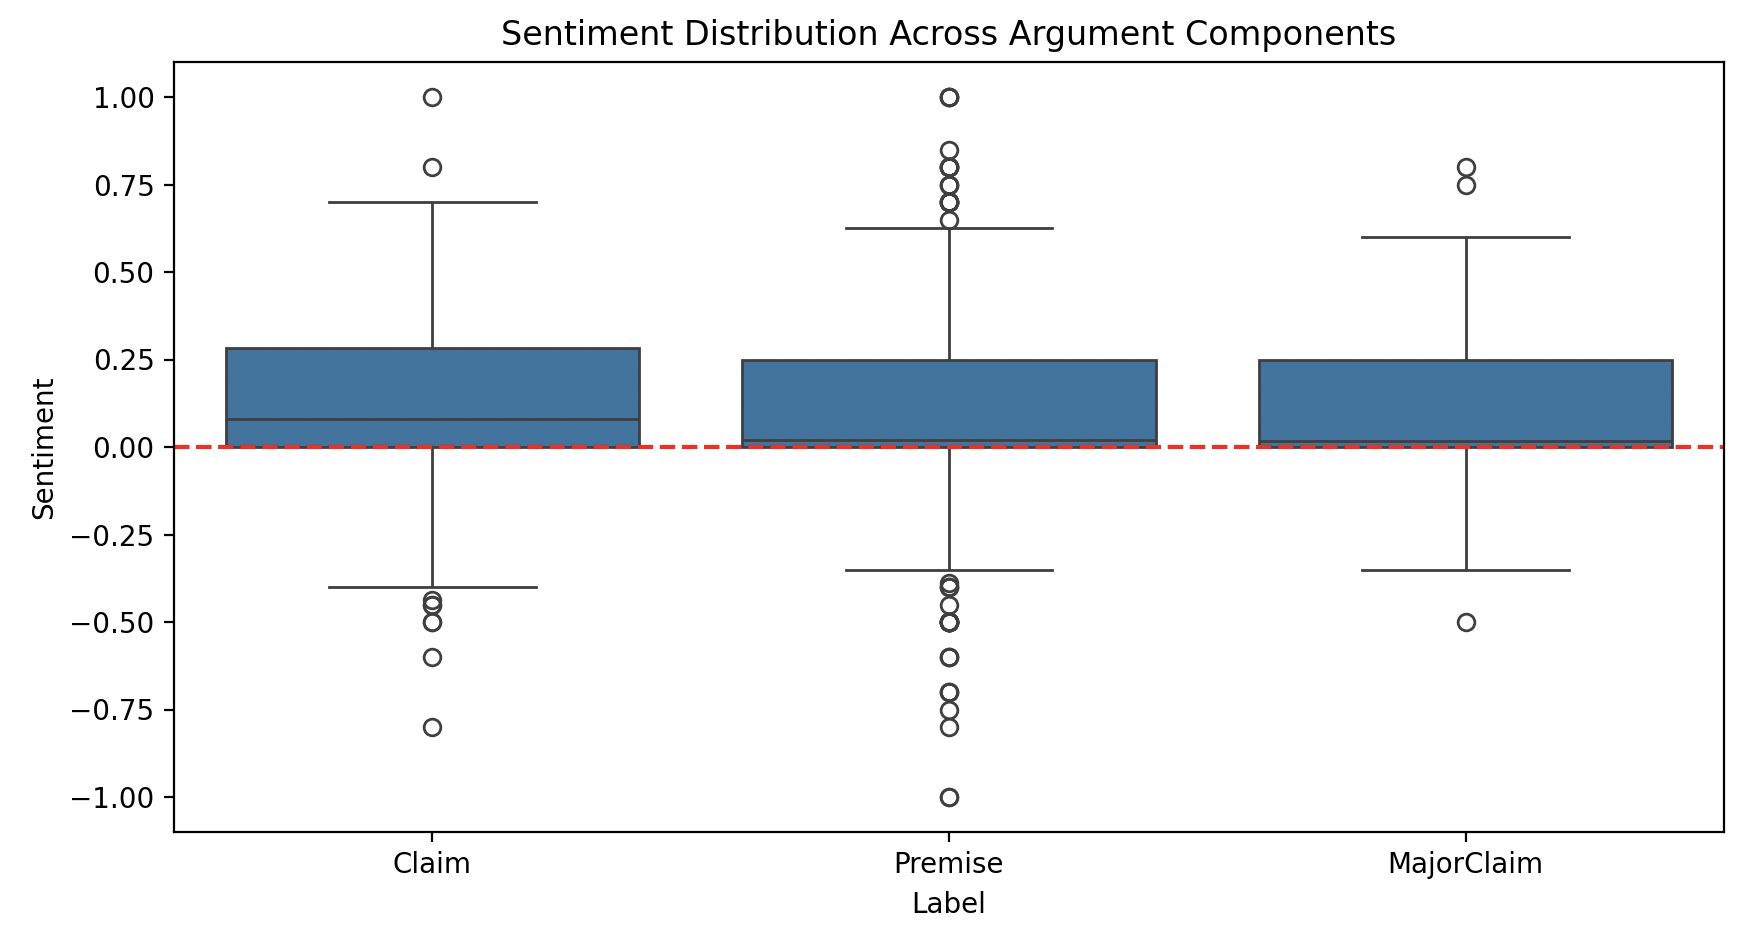 Sentiment Distribution Across Argument Components
1.00
0.75
0.50
0.25
0.00
−0.25
−0.50
−0.75
−1.00
Sentiment
Claim
Premise
MajorClaim
Label